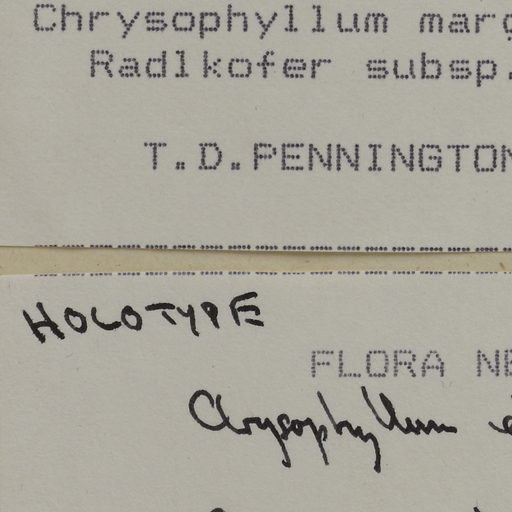 Chrysophyllum marg
Radlkofer subsp.
T.D.PENNINGTON
HOLOTYPE
FLORA NE
Chrysophyllum